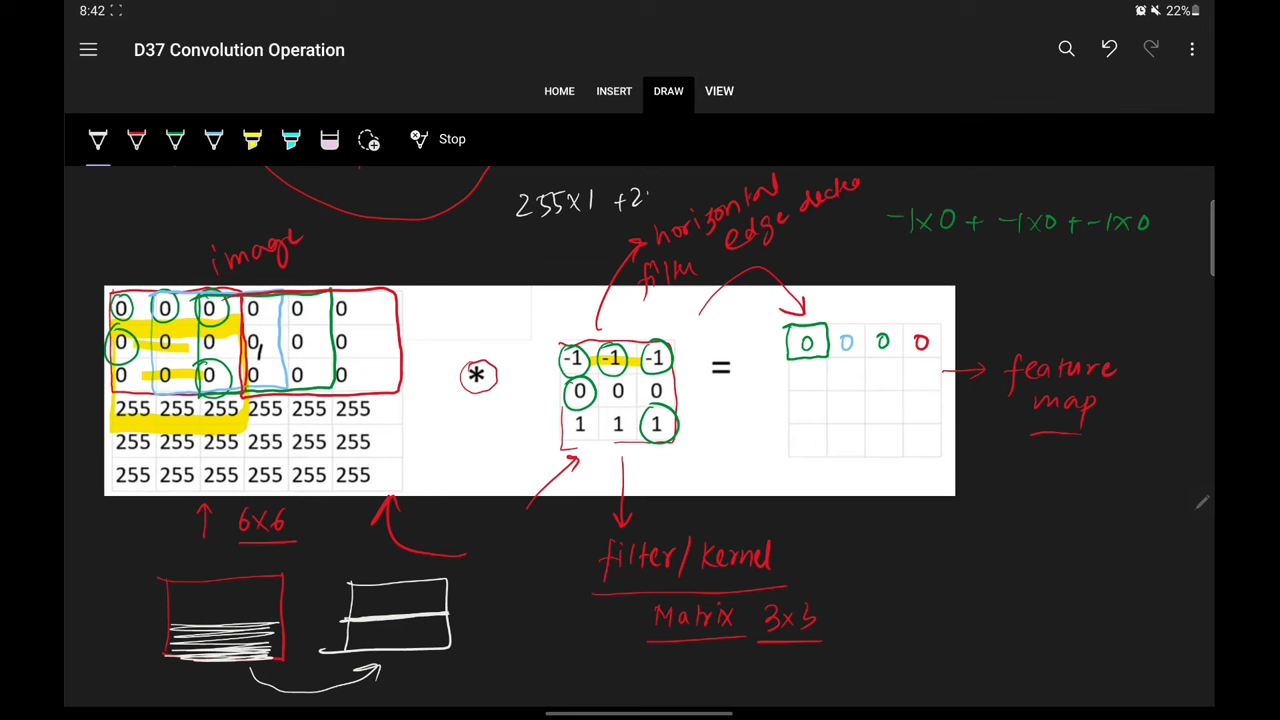 8:42
22%
D37 Convolution Operation
HOME INSERT DRAW VIEW
Stop
255x1 +2
horizontal
edge
-1x0 + -1x0 + -1x0
image
0 0 0 0 0 0
0 0 0 0 0 0
0 0 0 0 0 0
255 255 255 255 255 255
255 255 255 255 255 255
255 255 255 255 255 255
*
-1 -1 -1
0 0 0
1 1 1
=
0 0 0 0
feature
map
6x6
filter/Kernel
Matrix 3x3